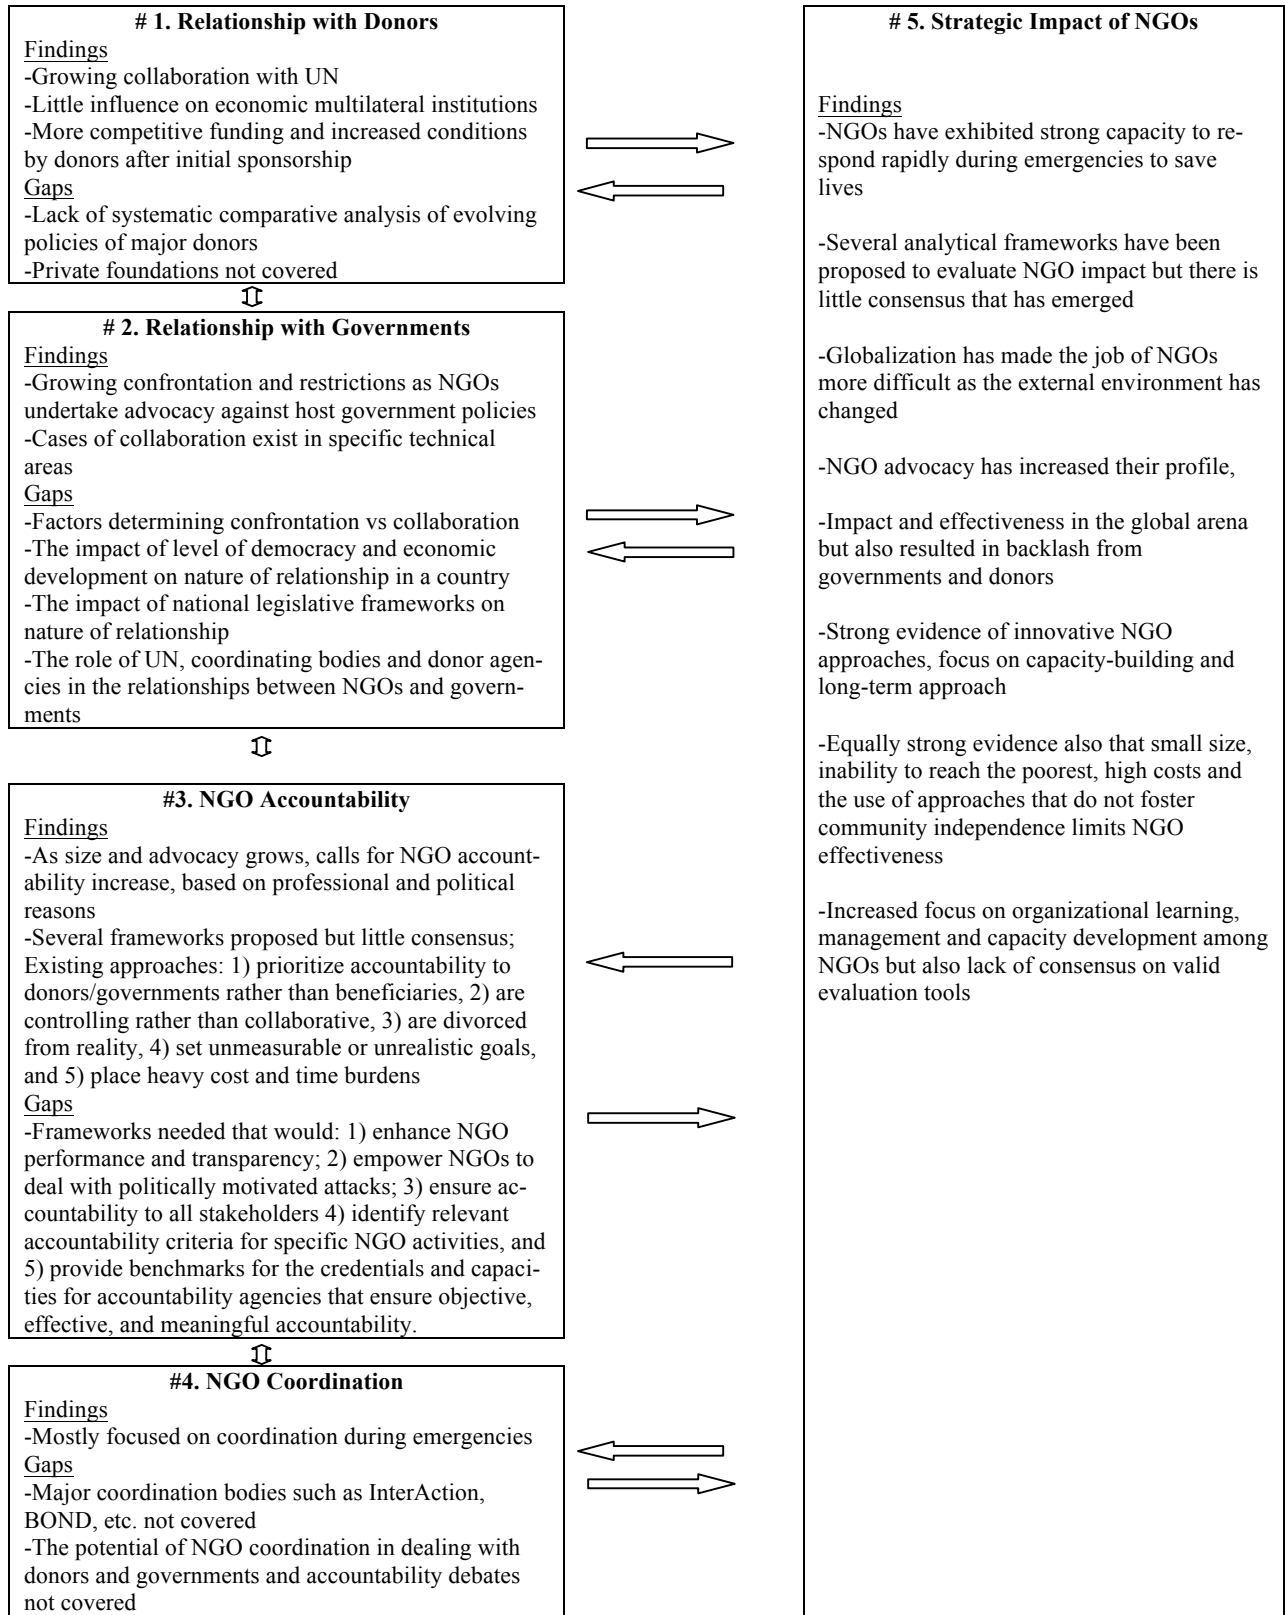 # 1. Relationship with Donors
Findings
-Growing collaboration with UN
-Little influence on economic multilateral institutions
-More competitive funding and increased conditions
by donors after initial sponsorship
Gaps
-Lack of systematic comparative analysis of evolving
policies of major donors
-Private foundations not covered
# 2. Relationship with Governments
Findings
-Growing confrontation and restrictions as NGOs
undertake advocacy against host government policies
-Cases of collaboration exist in specific technical
areas
Gaps
-Factors determining confrontation vs collaboration
-The impact of level of democracy and economic
development on nature of relationship in a country
-The impact of national legislative frameworks on
nature of relationship
-The role of UN, coordinating bodies and donor agen-
cies in the relationships between NGOs and govern-
ments
#3. NGO Accountability
Findings
-As size and advocacy grows, calls for NGO account-
ability increase, based on professional and political
reasons
-Several frameworks proposed but little consensus;
Existing approaches: 1) prioritize accountability to
donors/governments rather than beneficiaries, 2) are
controlling rather than collaborative, 3) are divorced
from reality, 4) set unmeasurable or unrealistic goals,
and 5) place heavy cost and time burdens
Gaps
-Frameworks needed that would: 1) enhance NGO
performance and transparency; 2) empower NGOs to
deal with politically motivated attacks; 3) ensure ac-
countability to all stakeholders 4) identify relevant
accountability criteria for specific NGO activities, and
5) provide benchmarks for the credentials and capaci-
ties for accountability agencies that ensure objective,
effective, and meaningful accountability.
#4. NGO Coordination
Findings
-Mostly focused on coordination during emergencies
Gaps
-Major coordination bodies such as InterAction,
BOND, etc. not covered
-The potential of NGO coordination in dealing with
donors and governments and accountability debates
not covered
# 5. Strategic Impact of NGOs
Findings
-NGOs have exhibited strong capacity to re-
spond rapidly during emergencies to save
lives
-Several analytical frameworks have been
proposed to evaluate NGO impact but there is
little consensus that has emerged
-Globalization has made the job of NGOs
more difficult as the external environment has
changed
-NGO advocacy has increased their profile,
-Impact and effectiveness in the global arena
but also resulted in backlash from
governments and donors
-Strong evidence of innovative NGO
approaches, focus on capacity-building and
long-term approach
-Equally strong evidence also that small size,
inability to reach the poorest, high costs and
the use of approaches that do not foster
community independence limits NGO
effectiveness
-Increased focus on organizational learning,
management and capacity development among
NGOs but also lack of consensus on valid
evaluation tools